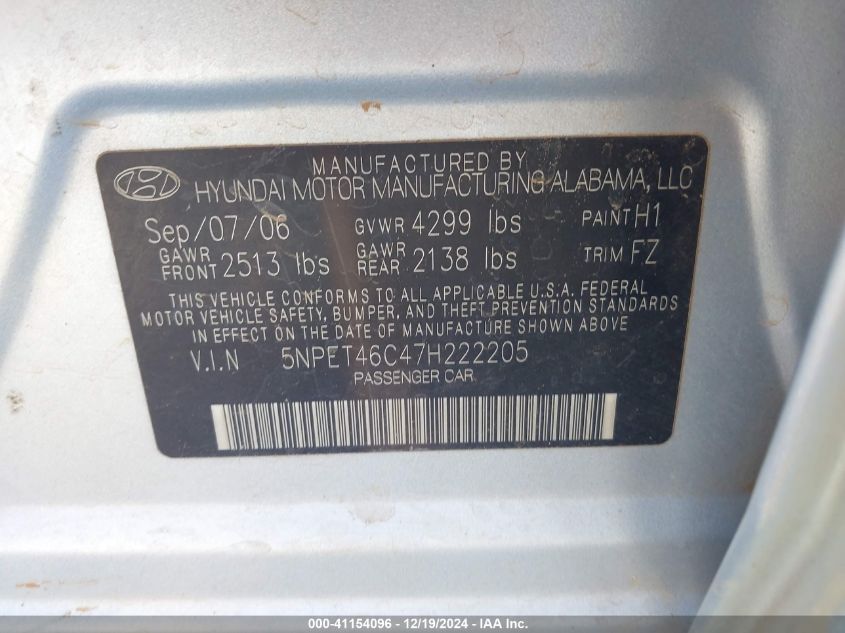 MANUFACTURED BY
HYUNDAI MOTOR MANUFACTURING ALABAMA, LLC
Sep/07/06 GVWR 4299 lbs PAINT H1
GAWR FRONT 2513 lbs GAWR REAR 2138 lbs TRIM FZ
THIS VEHICLE CONFORMS TO ALL APPLICABLE U.S.A. FEDERAL
MOTOR VEHICLE SAFETY, BUMPER, AND THEFT PREVENTION STANDARDS
IN EFFECT ON THE DATE OF MANUFACTURE SHOWN ABOVE
V.I.N 5NPET46C47H222205
PASSENGER CAR
000-41154096 - 12/19/2024 - IAA Inc.